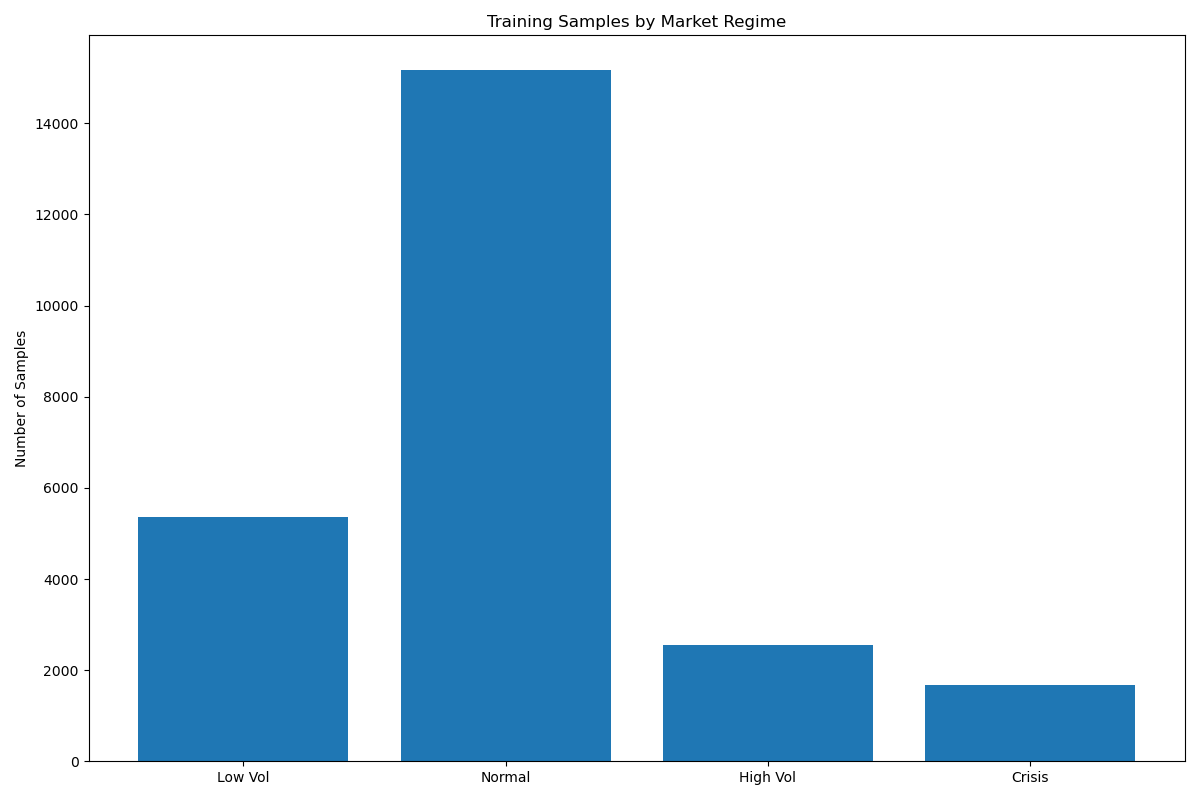 Training Samples by Market Regime
Number of Samples
14000
12000
10000
8000
6000
4000
2000
0
Low Vol
Normal
High Vol
Crisis